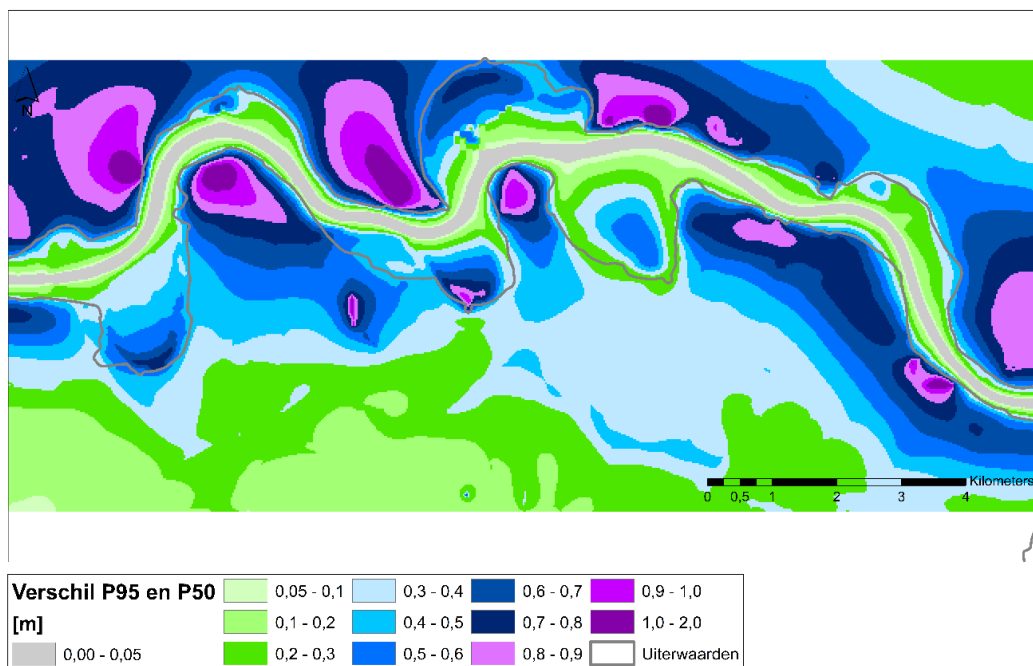 N
Kilometers
0 0,5 1 2 3 4
Verschil P95 en P50
[m]
0,00 - 0,05
0,05 - 0,1
0,1 - 0,2
0,2 - 0,3
0.3 - 0,4
0,4 - 0,5
0,5 - 0,6
0,6 - 0,7
0,7 - 0,8
0,8 - 0,9
0,9 - 1,0
1,0 - 2,0
Uiterwaarden